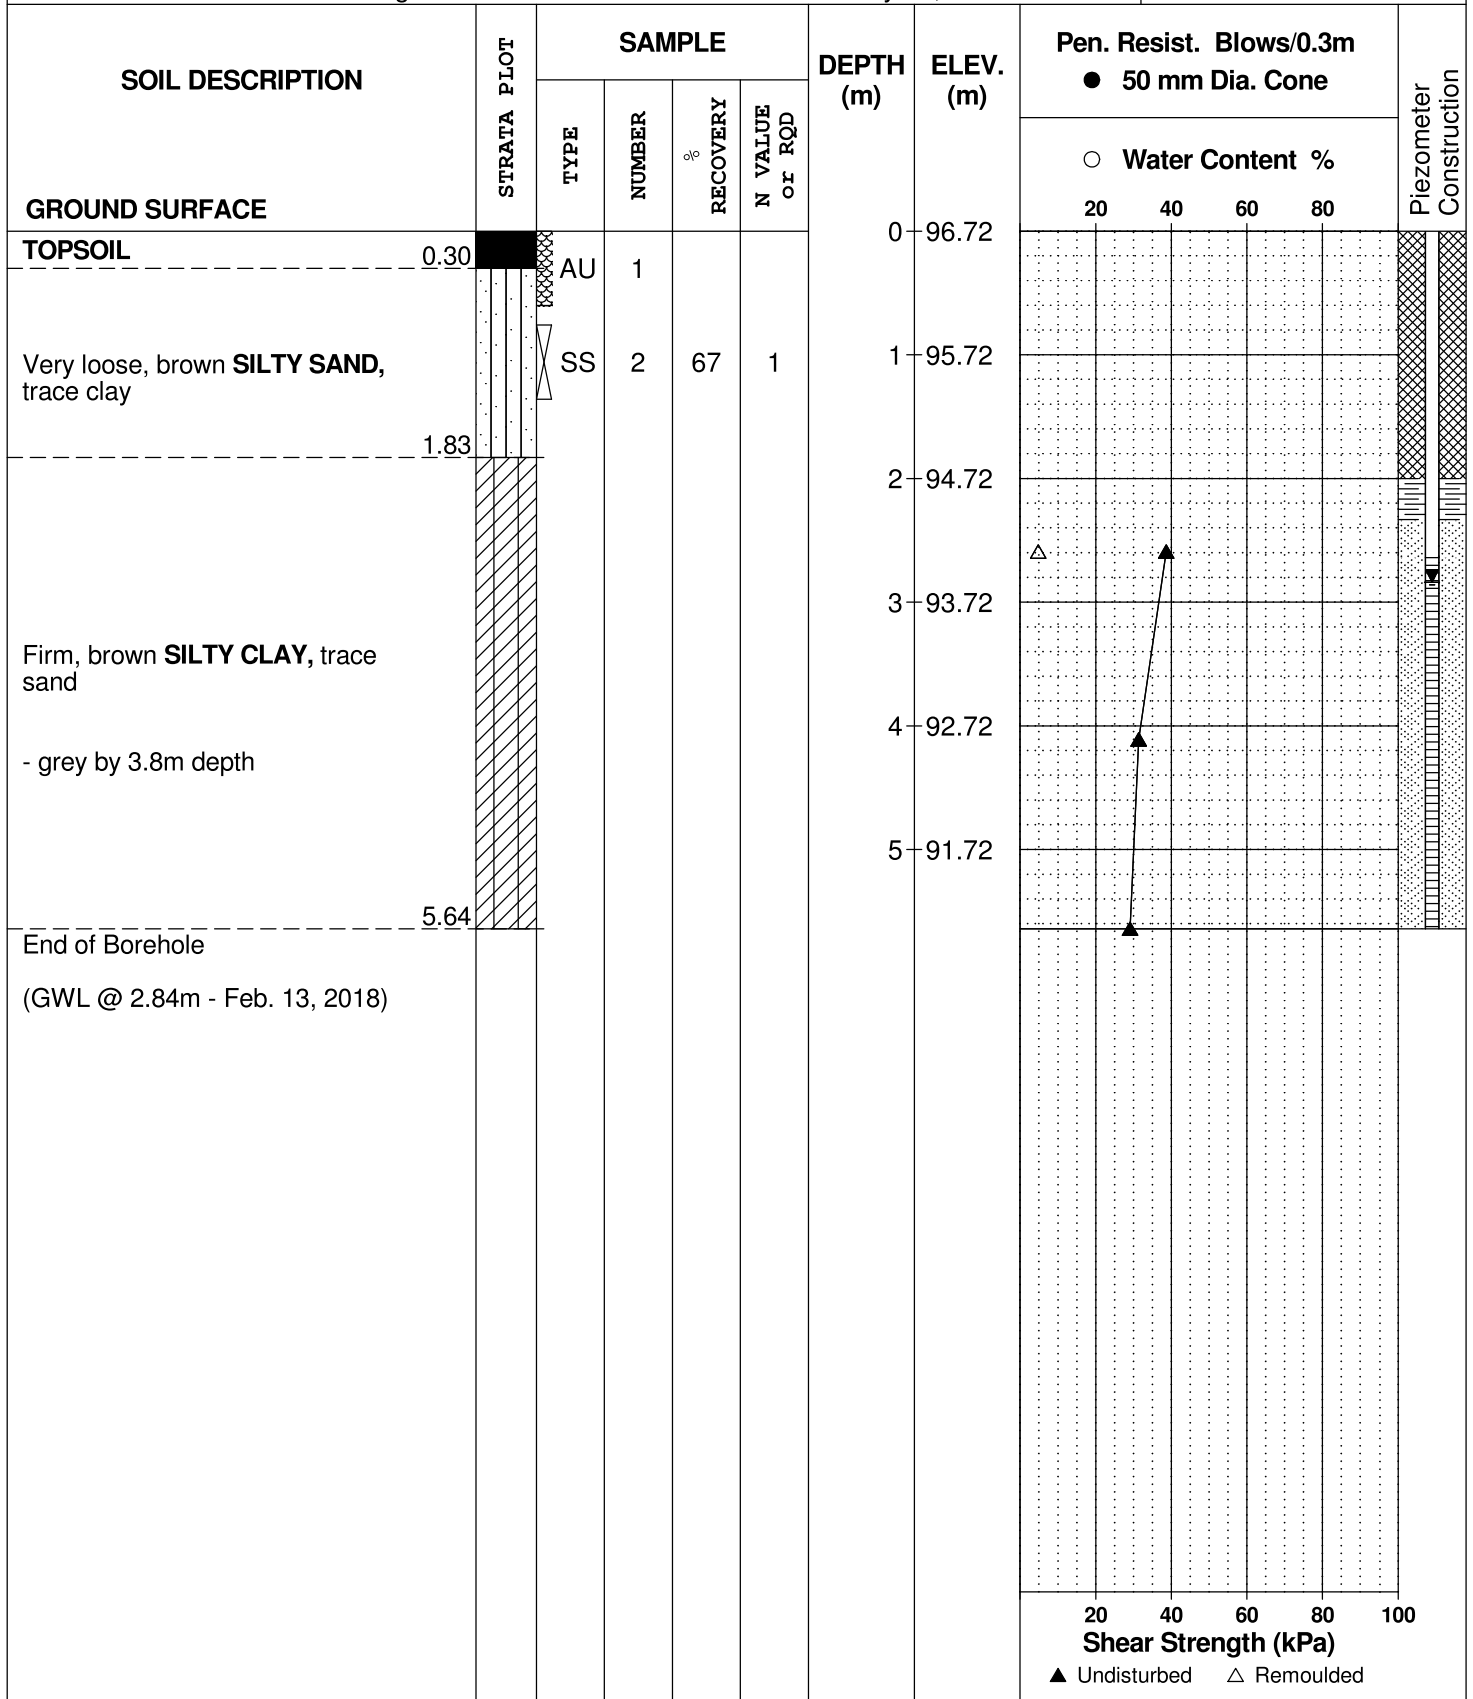 SOIL DESCRIPTION
GROUND SURFACE
STRATA PLOT
SAMPLE
TYPE
NUMBER
%
RECOVERY
N VALUE
or RQD
DEPTH
(m)
ELEV.
(m)
Pen. Resist. Blows/0.3m
● 50 mm Dia. Cone
○ Water Content %
20 40 60 80
Piezometer
Construction
TOPSOIL
0.30
AU 1
0 96.72
Very loose, brown SILTY SAND,
trace clay
SS 2 67 1
1 95.72
1.83
2 94.72
3 93.72
Firm, brown SILTY CLAY, trace
sand
4 92.72
- grey by 3.8m depth
5 91.72
5.64
End of Borehole
(GWL @ 2.84m - Feb. 13, 2018)
20 40 60 80 100
Shear Strength (kPa)
▲ Undisturbed △ Remoulded